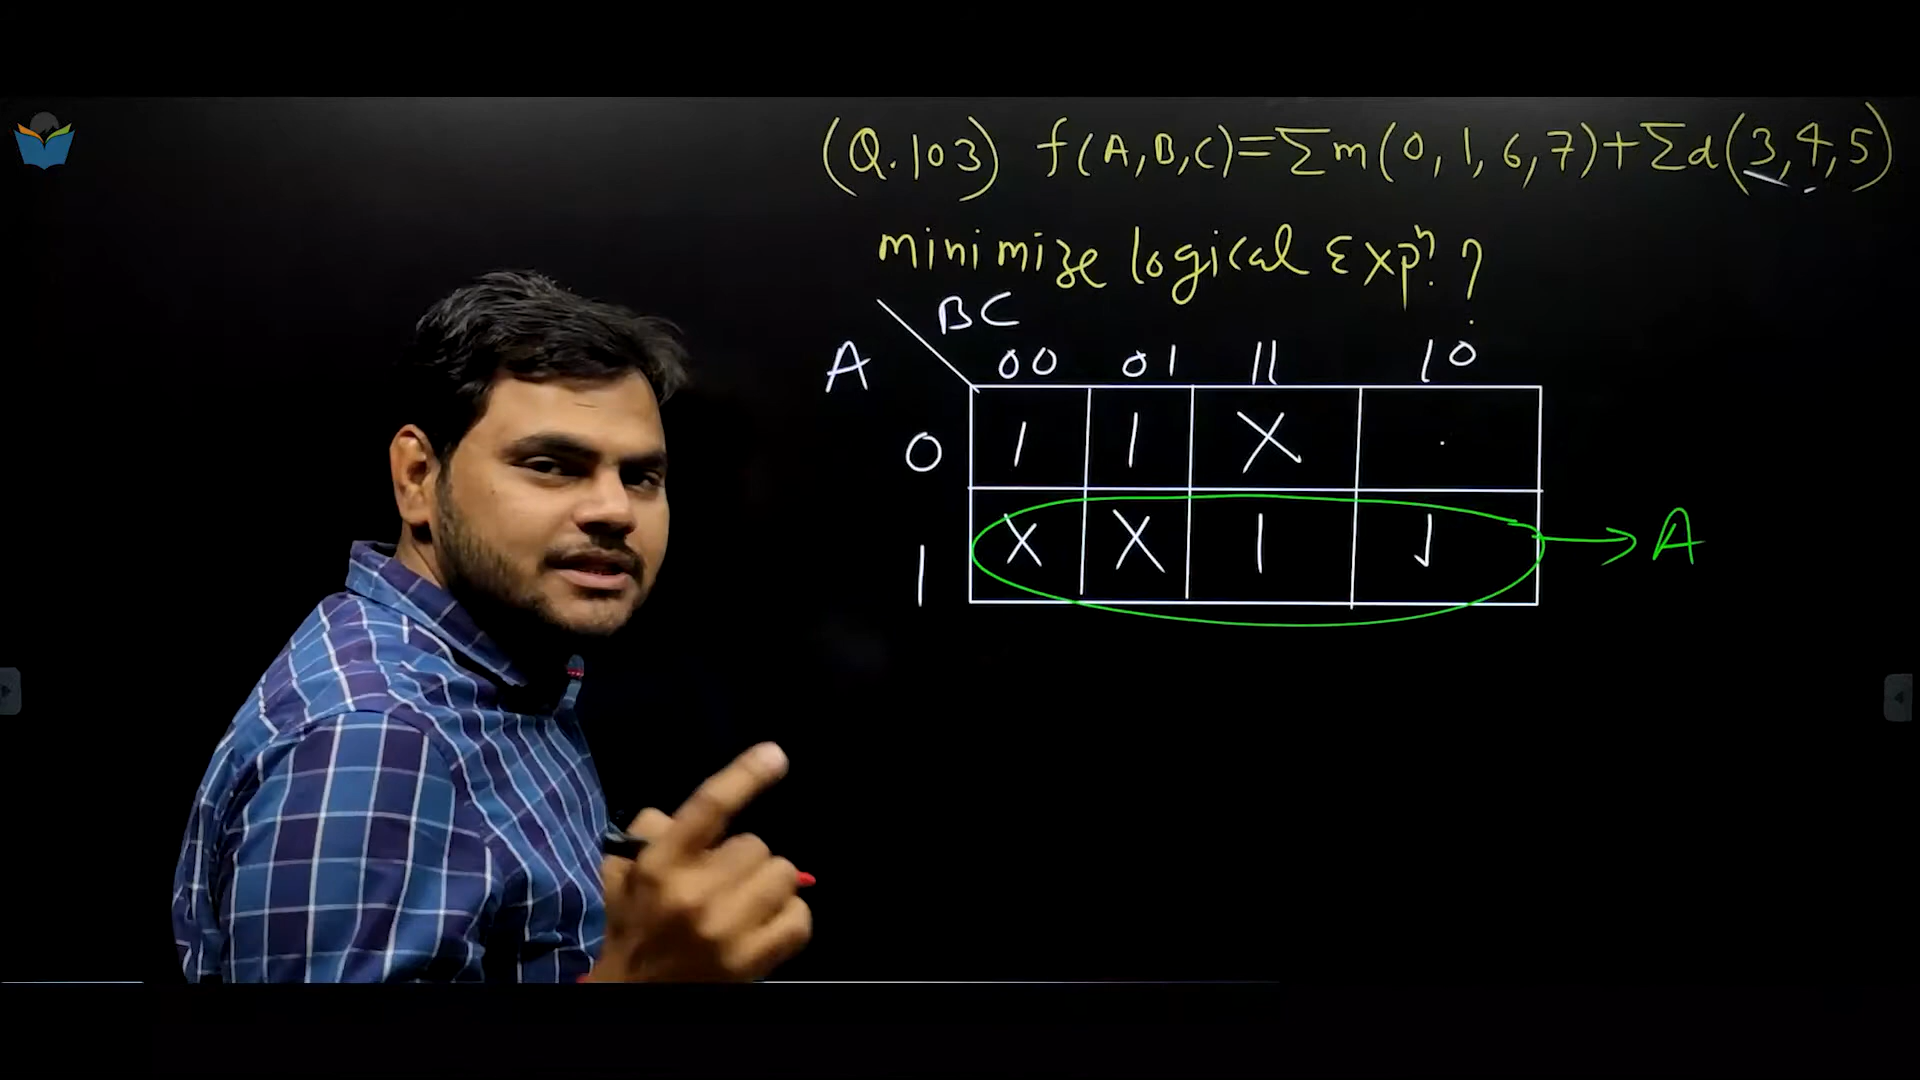 (Q.103) f(A,B,C)=Σm(0,1,6,7)+Σd(3,4,5)
minimize logical Expⁿ.?
BC
A 00 01 11 10
0 1 1 X
1 X X 1 1 → A